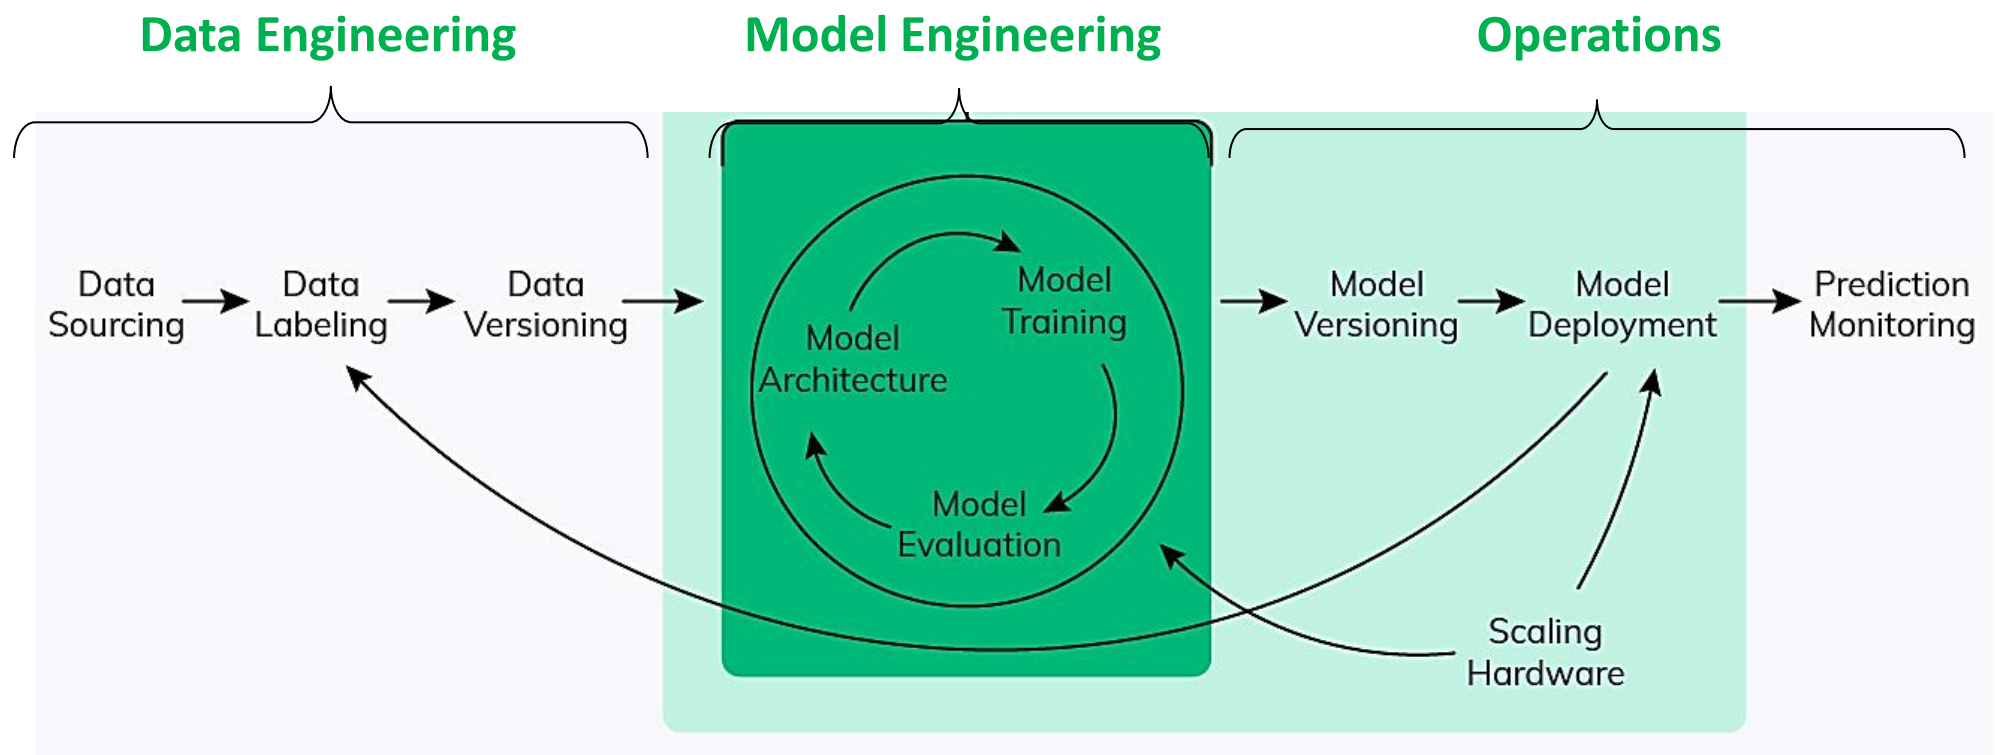 Data Engineering
Model Engineering
Operations
Data
Sourcing
Data
Labeling
Data
Versioning
Model
Architecture
Model
Training
Model
Evaluation
Model
Versioning
Model
Deployment
Prediction
Monitoring
Scaling
Hardware